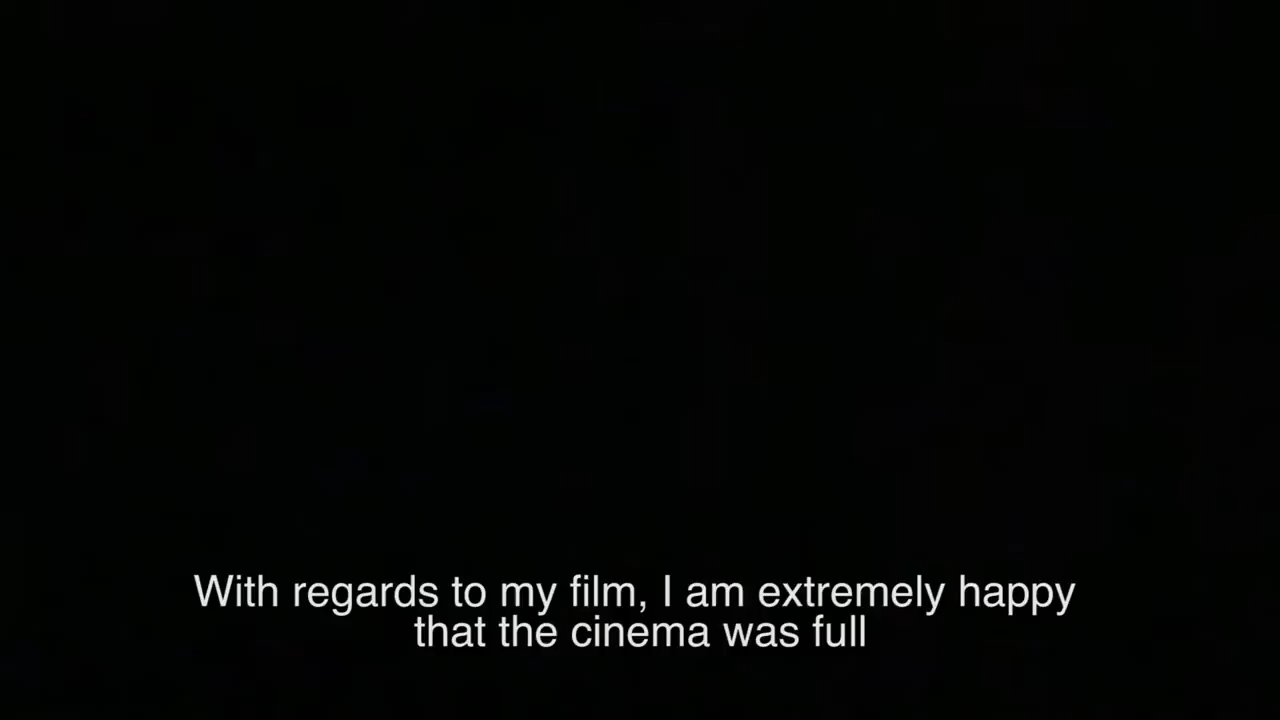 With regards to my film, I am extremely happy
that the cinema was full